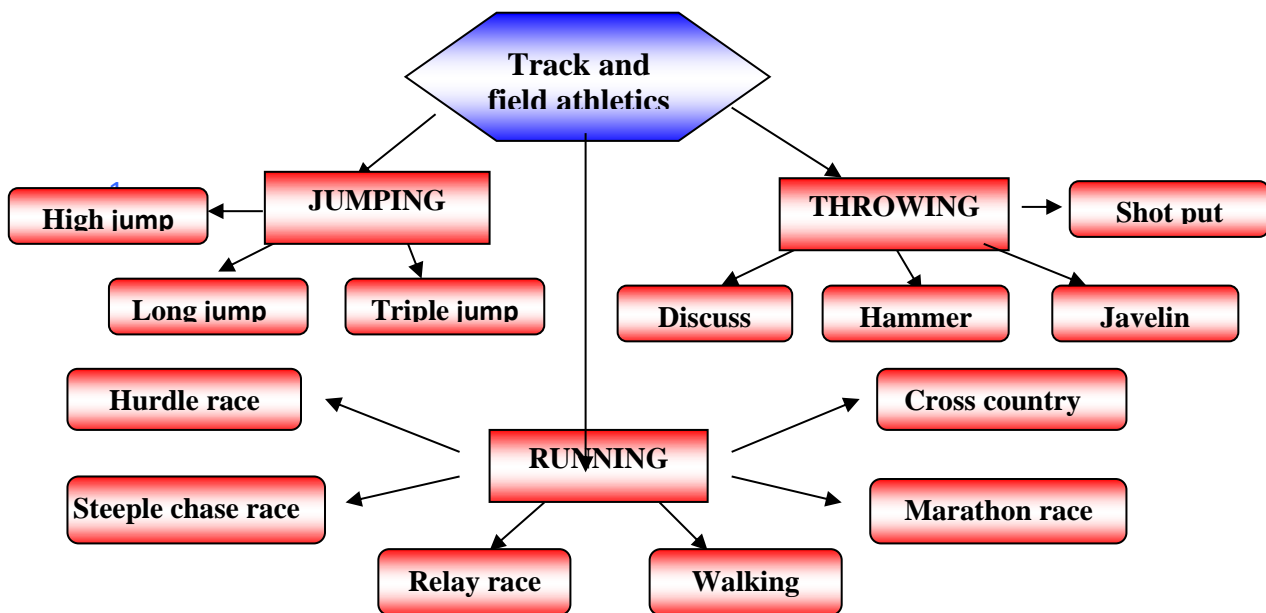 Track and
field athletics
JUMPING
THROWING
High jump
Shot put
Long jump
Triple jump
Discuss
Hammer
Javelin
Hurdle race
Cross country
RUNNING
Steeple chase race
Marathon race
Relay race
Walking